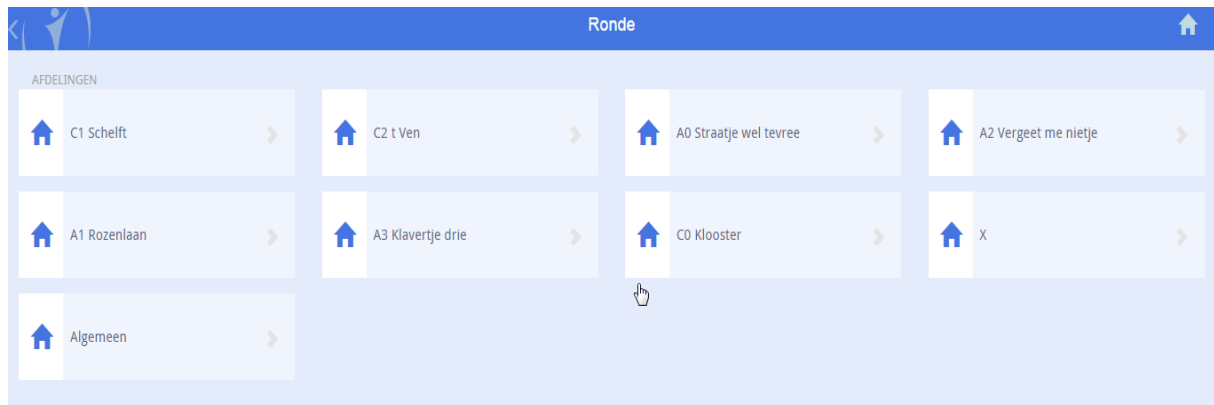 Ronde
AFDELINGEN
C1 Schelft
C2 t Ven
A0 Straatje wel tevree
A2 Vergeet me nietje
A1 Rozenlaan
A3 Klavertje drie
C0 Klooster
X
Algemeen